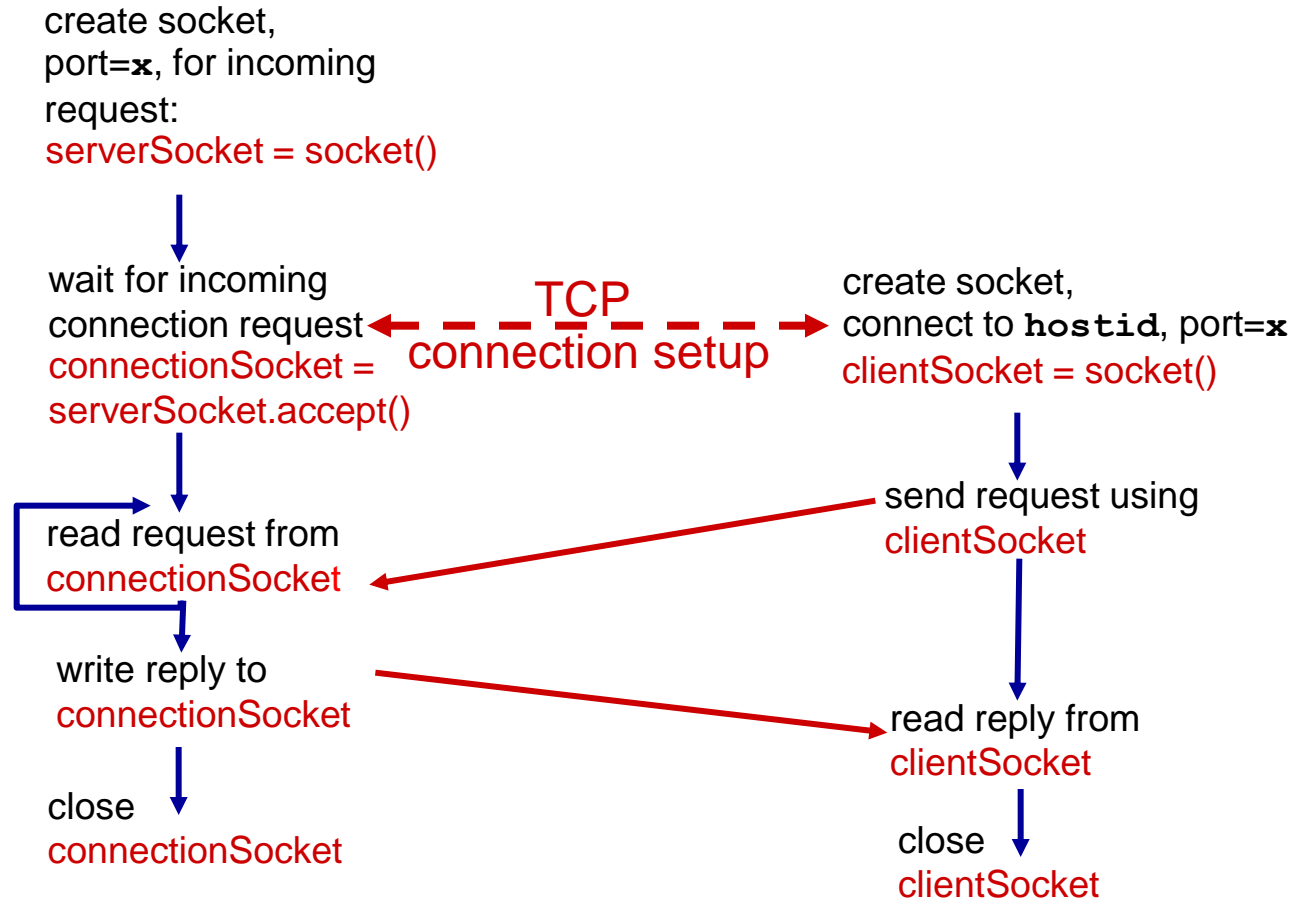 create socket,
port=x, for incoming
request:
serverSocket = socket()
wait for incoming
connection request
connectionSocket =
serverSocket.accept()
TCP
connection setup
create socket,
connect to hostid, port=x
clientSocket = socket()
read request from
connectionSocket
send request using
clientSocket
write reply to
connectionSocket
read reply from
clientSocket
close
connectionSocket
close
clientSocket